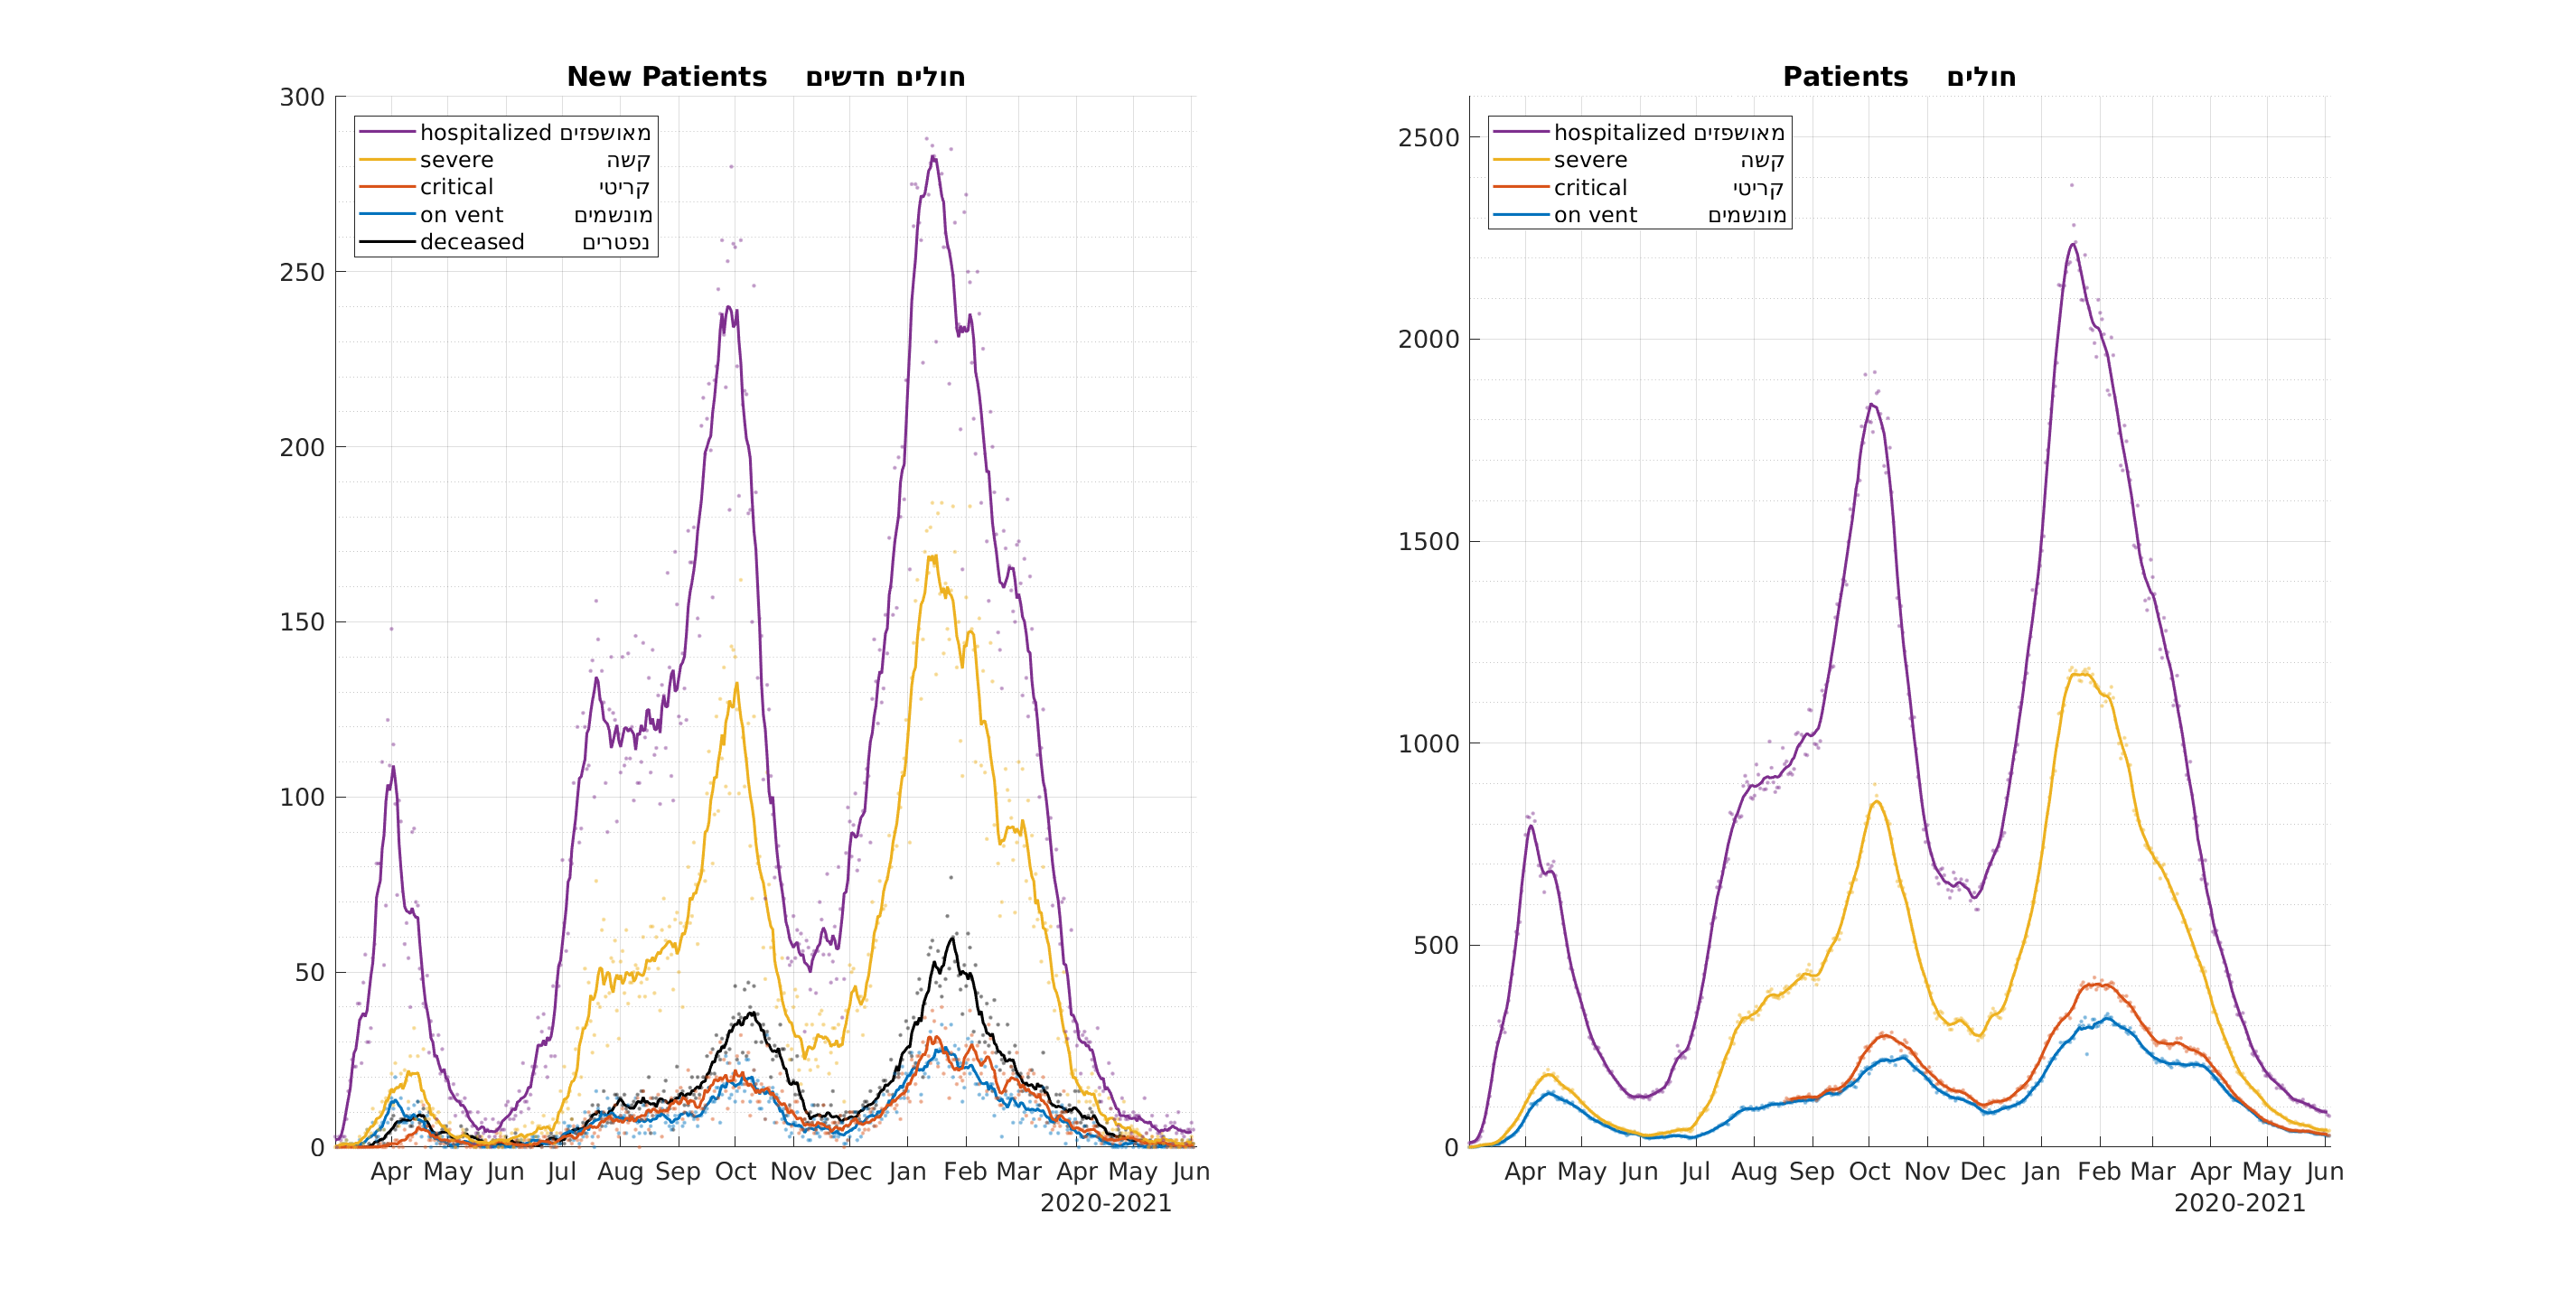 New Patients חולים חדשים
300
250
200
150
100
50
0
hospitalized מאושפזים
severe קשה
critical קריטי
on vent מונשמים
deceased נפטרים
Apr May Jun Jul Aug Sep Oct Nov Dec Jan Feb Mar Apr May Jun
2020-2021
Patients חולים
2500
2000
1500
1000
500
0
hospitalized מאושפזים
severe קשה
critical קריטי
on vent מונשמים
Apr May Jun Jul Aug Sep Oct Nov Dec Jan Feb Mar Apr May Jun
2020-2021